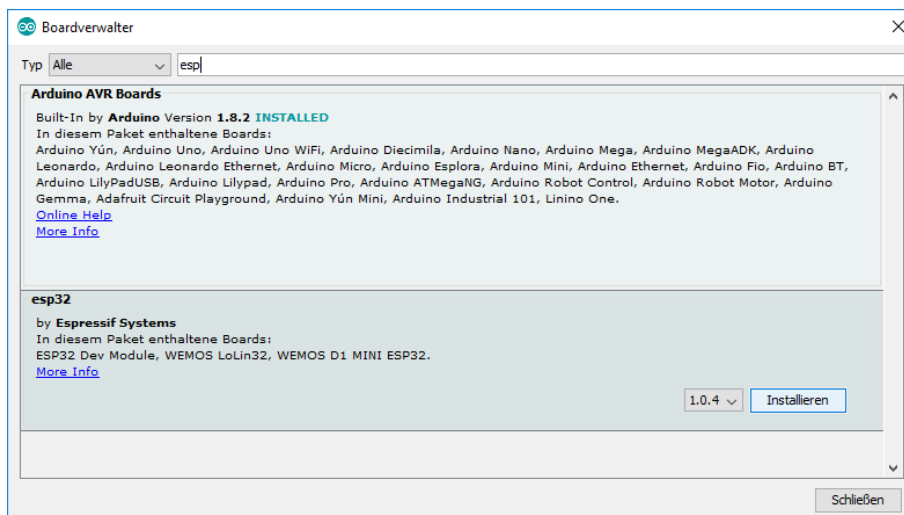 Boardverwalter
Typ Alle esp
Arduino AVR Boards
Built-In by Arduino Version 1.8.2 INSTALLED
In diesem Paket enthaltene Boards:
Arduino Yún, Arduino Uno, Arduino Uno WiFi, Arduino Diecimila, Arduino Nano, Arduino Mega, Arduino MegaADK, Arduino
Leonardo, Arduino Leonardo Ethernet, Arduino Micro, Arduino Esplora, Arduino Mini, Arduino Ethernet, Arduino Fio, Arduino BT,
Arduino LilyPadUSB, Arduino Lilypad, Arduino Pro, Arduino ATMegaNG, Arduino Robot Control, Arduino Robot Motor, Arduino
Gemma, Adafruit Circuit Playground, Arduino Yún Mini, Arduino Industrial 101, Linino One.
Online Help
More Info
esp32
by Espressif Systems
In diesem Paket enthaltene Boards:
ESP32 Dev Module, WEMOS LoLin32, WEMOS D1 MINI ESP32.
More Info
1.0.4 Installieren
Schließen